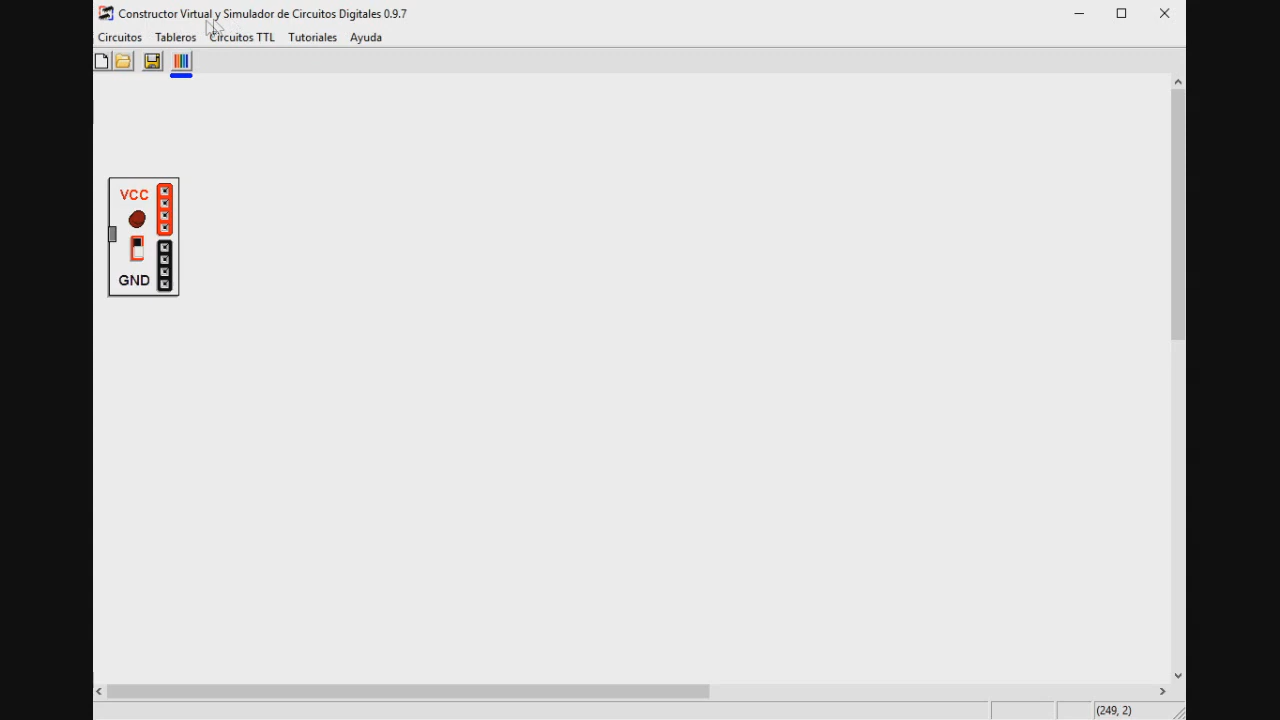 Constructor Virtual y Simulador de Circuitos Digitales 0.9.7
Circuitos Tableros Circuitos TTL Tutoriales Ayuda
VCC
GND
(249, 2)